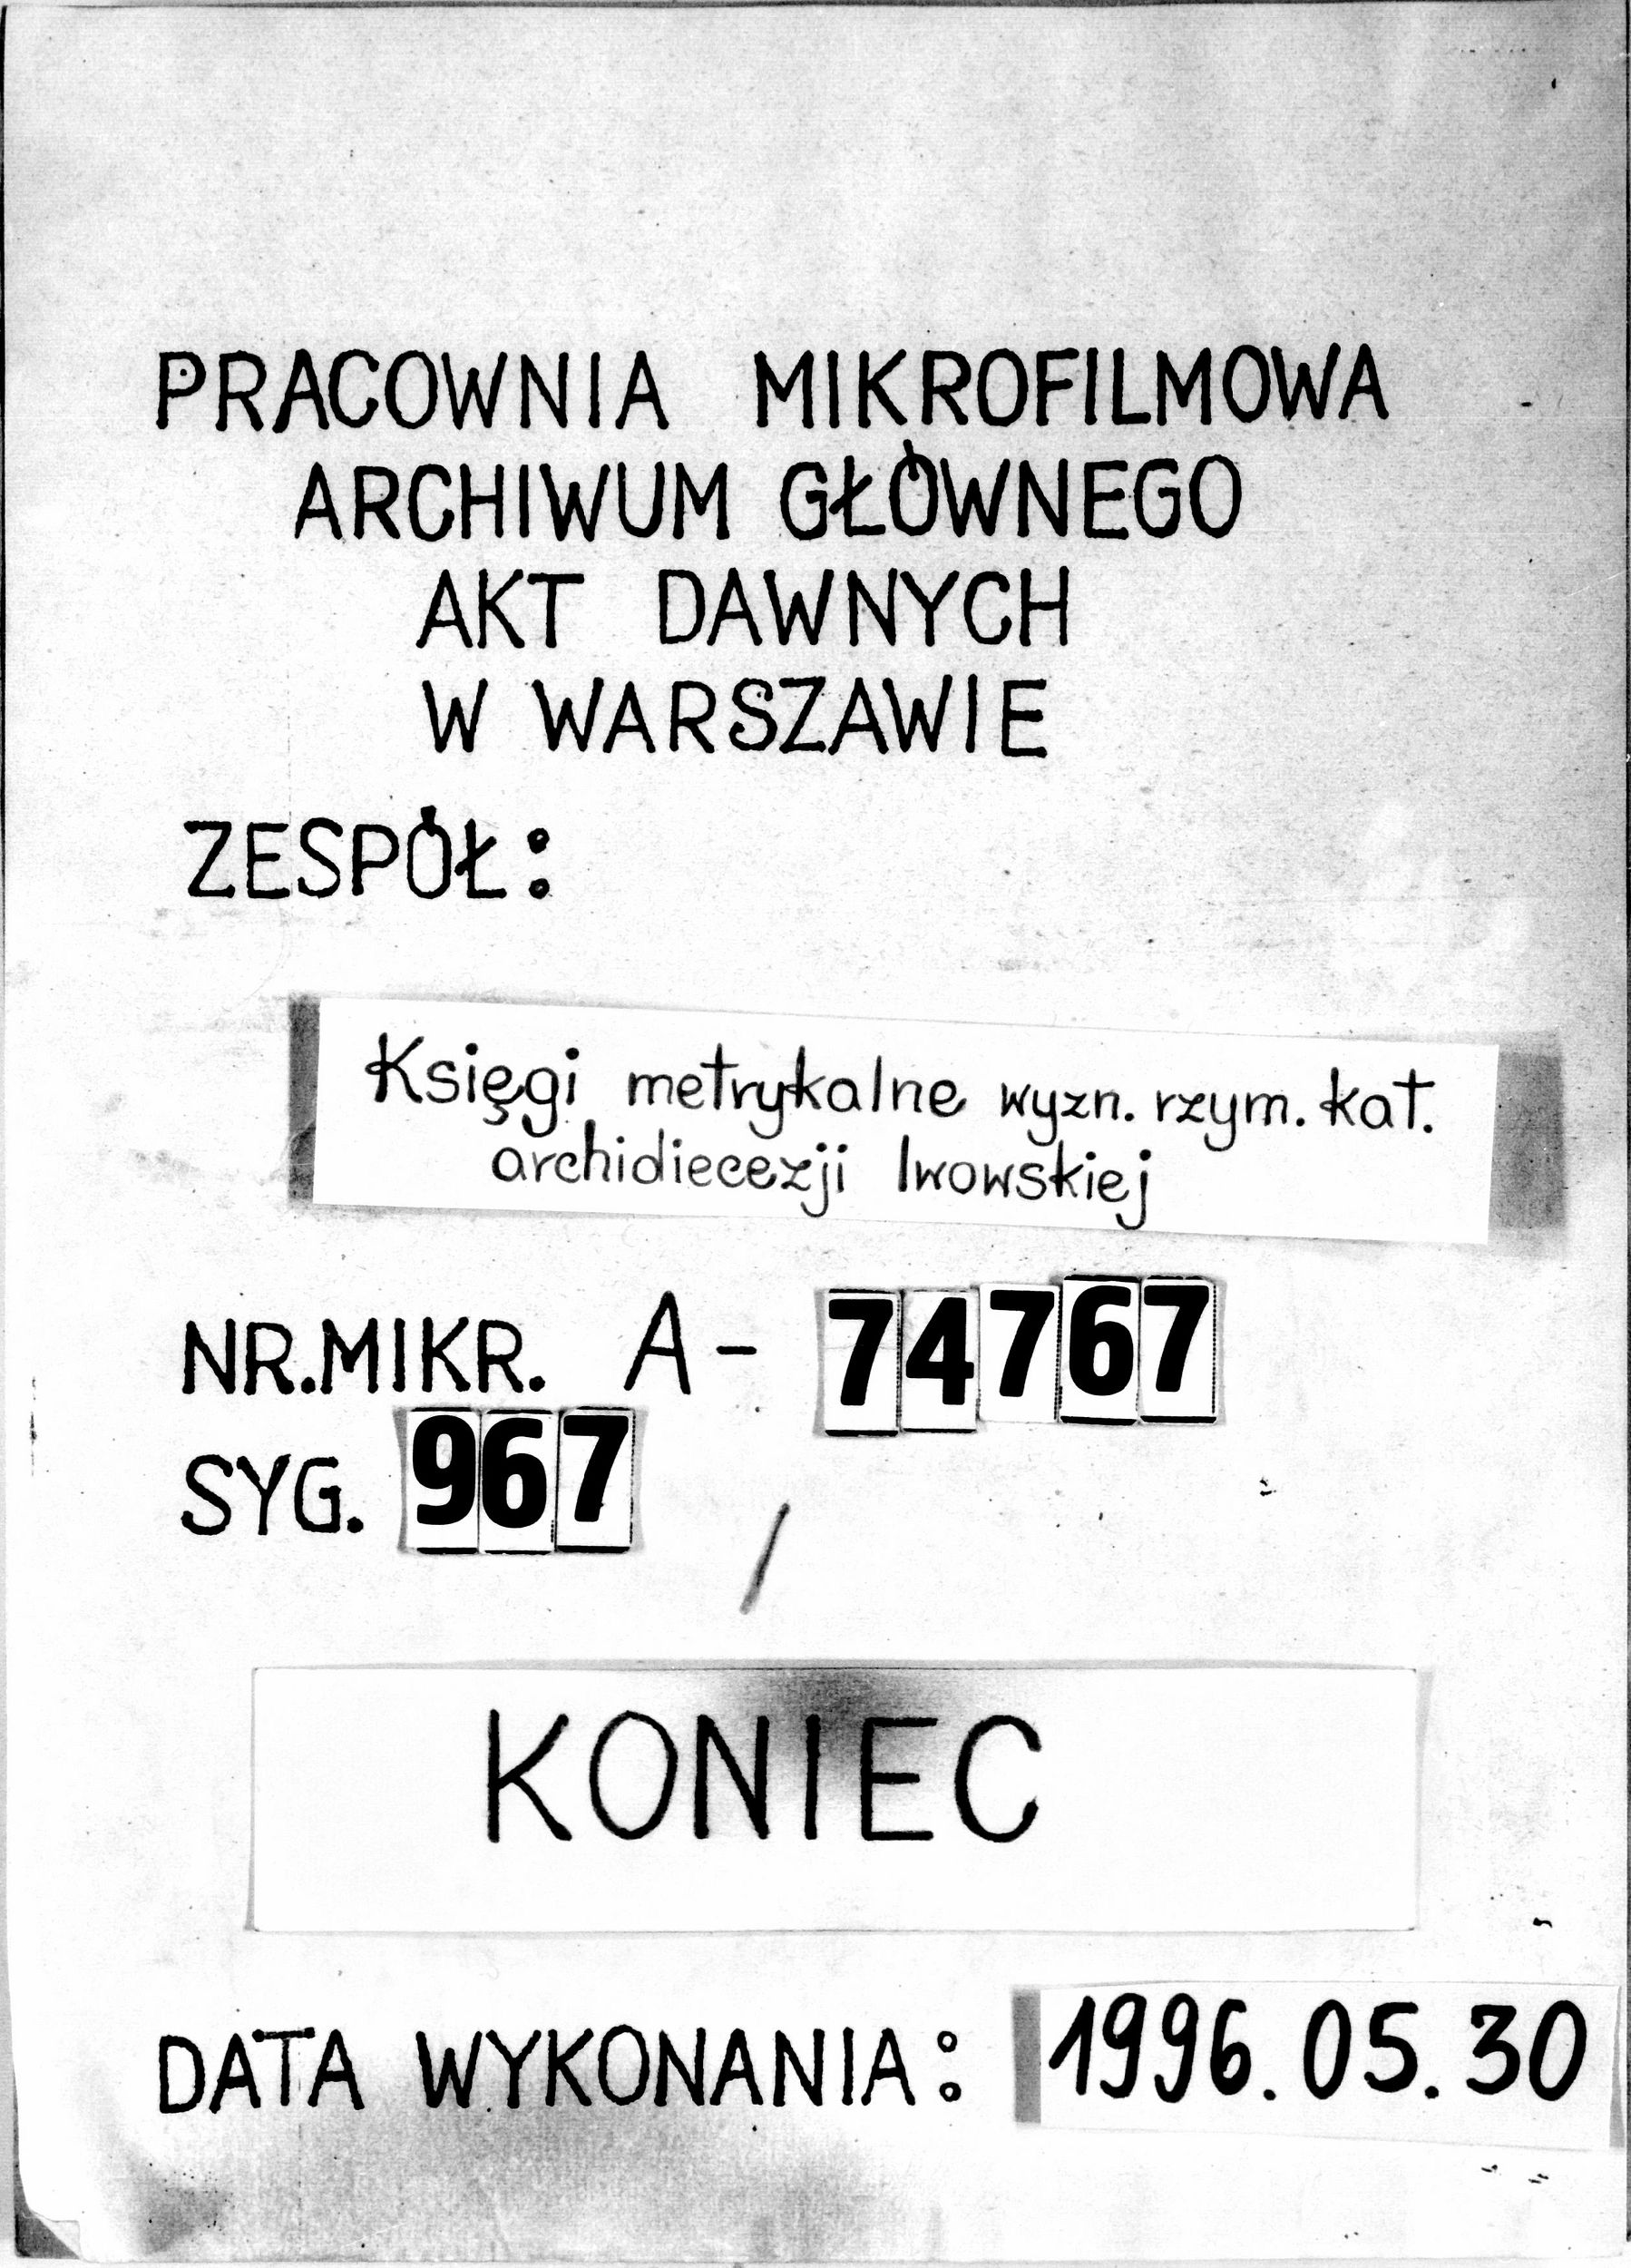 PRACOWNIA MIKROFILMOWA
ARCHIWUM GŁÓWNEGO
AKT DAWNYCH
W WARSZAWIE
ZESPÓŁ:
Księgi metrykalne wyzn. rzym. kat.
archidiecezji lwowskiej
NR.MIKR. A- 74767
SYG. 967 /
KONIEC
DATA WYKONANIA: 1996.05.30